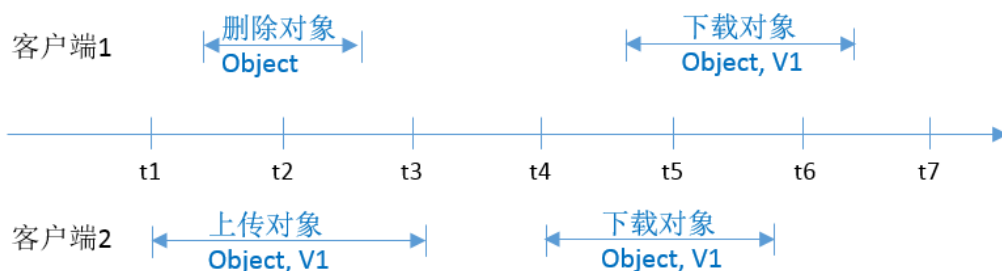 客户端1
删除对象
Object
下载对象
Object, V1
t1 t2 t3 t4 t5 t6 t7
客户端2
上传对象
Object, V1
下载对象
Object, V1